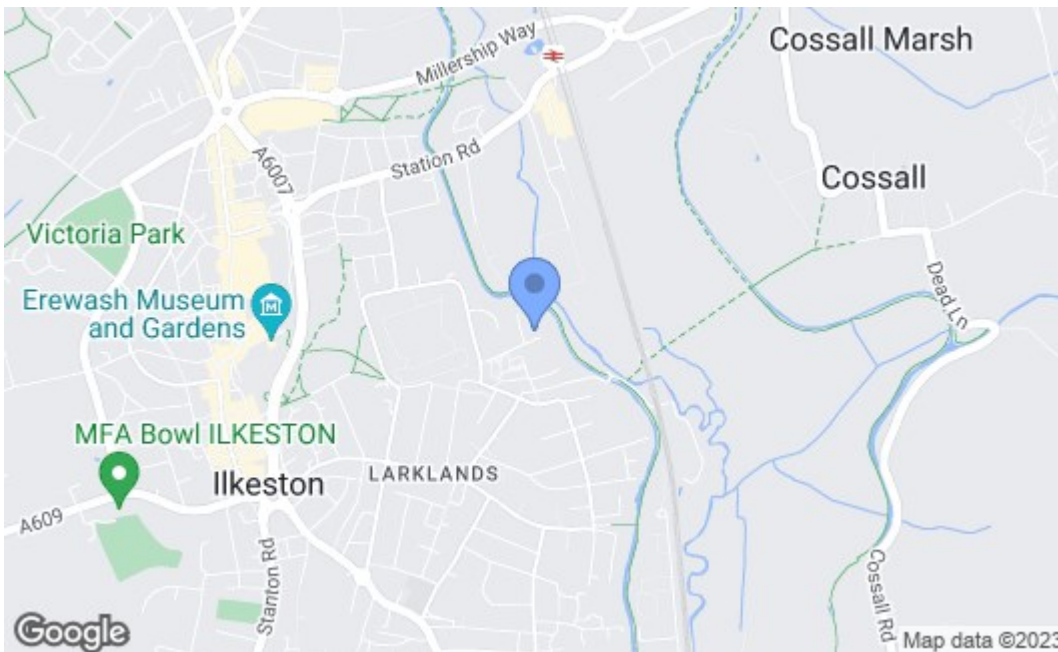 Millership Way
Cossall Marsh
A6007
Station Rd
Cossall
Victoria Park
Dead Ln
Erewash Museum
and Gardens
M
MFA Bowl ILKESTON
LARKLANDS
Ilkeston
A609
Stanton Rd
Cossall Rd
Google
Map data ©2023